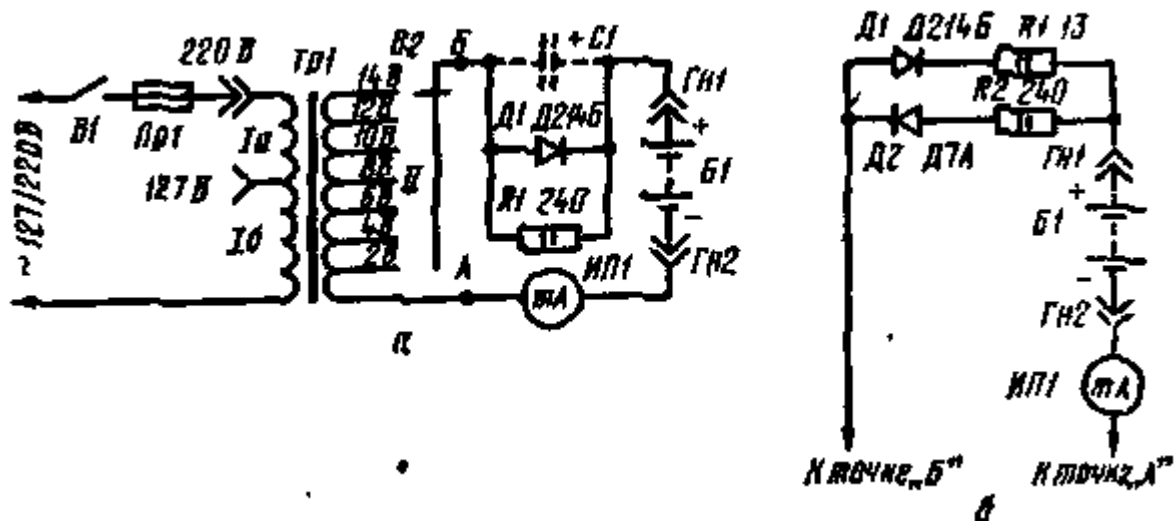 ~127/220В
В1
Пр1
220 В
127 В
Iа
Iб
Тр1
14В
12В
10В
8В
6В
4В
2В
II
В2
Б
А
+ С1
Д1 Д214Б
R1 240
Гн1
+
Б1
-
Гн2
ИП1
mA
а
Д1 Д214Б R1 13
R2 240
Д2 Д7А
Гн1
+
Б1
-
Гн2
ИП1
mA
К точке „Б"
К точке „А"